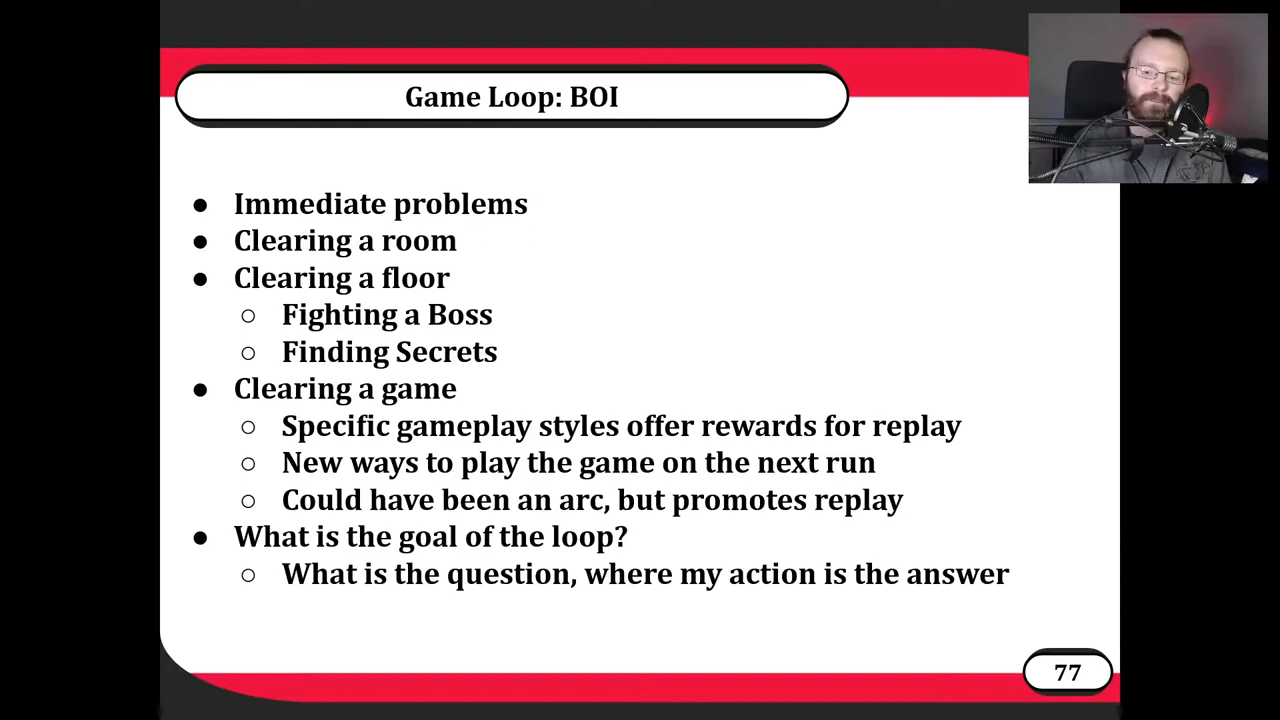 Game Loop: BOI
● Immediate problems
● Clearing a room
● Clearing a floor
○ Fighting a Boss
○ Finding Secrets
● Clearing a game
○ Specific gameplay styles offer rewards for replay
○ New ways to play the game on the next run
○ Could have been an arc, but promotes replay
● What is the goal of the loop?
○ What is the question, where my action is the answer
77